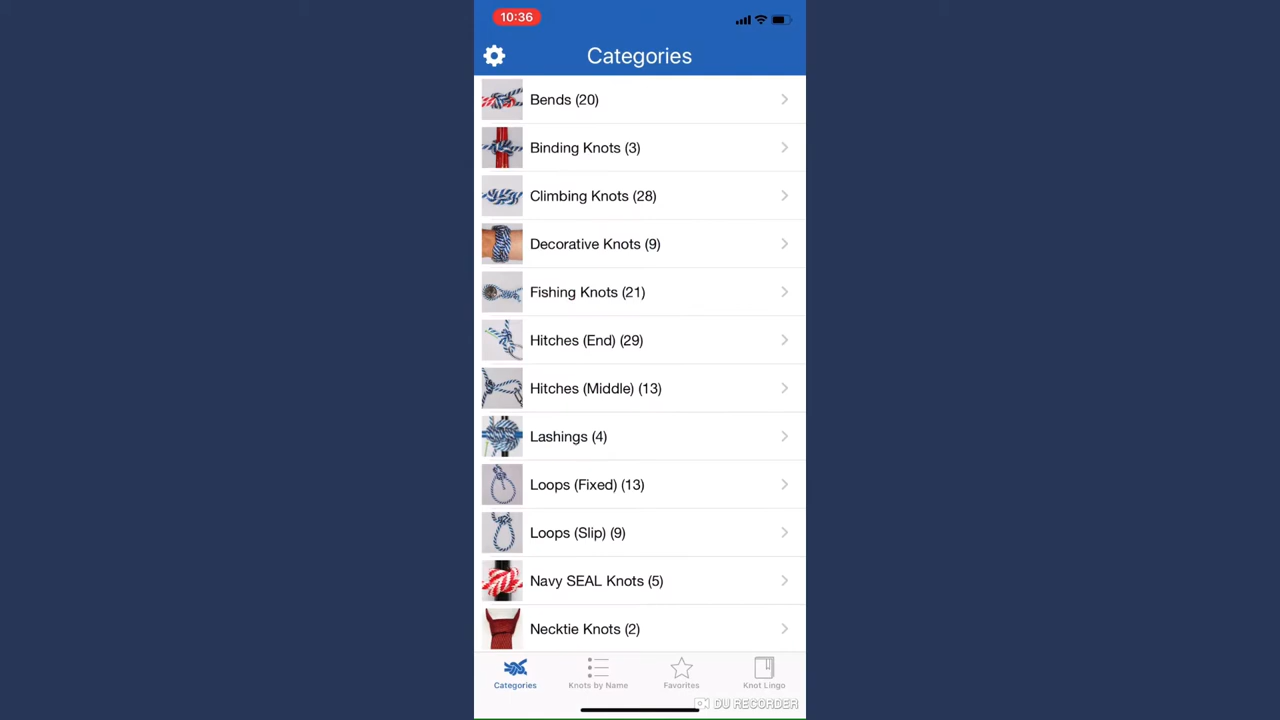 10:36
Categories
Bends (20)
Binding Knots (3)
Climbing Knots (28)
Decorative Knots (9)
Fishing Knots (21)
Hitches (End) (29)
Hitches (Middle) (13)
Lashings (4)
Loops (Fixed) (13)
Loops (Slip) (9)
Navy SEAL Knots (5)
Necktie Knots (2)
Categories Knots by Name Favorites Knot Lingo
DU RECORDER